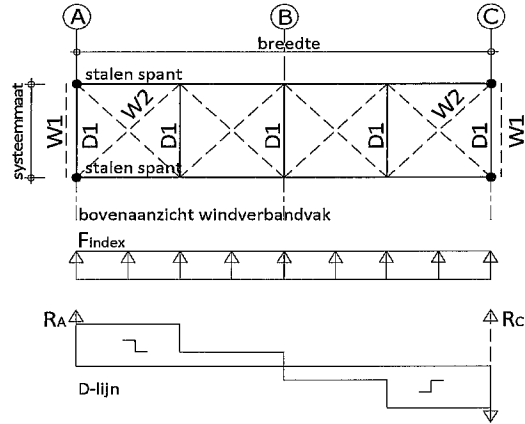 A B C
breedte
stalen spant
systeemmaat
W1 D1 W2 D1 D1 D1 W2 D1 W1
stalen spant
bovenaanzicht windverbandvak
Findex
RA RC
D-lijn